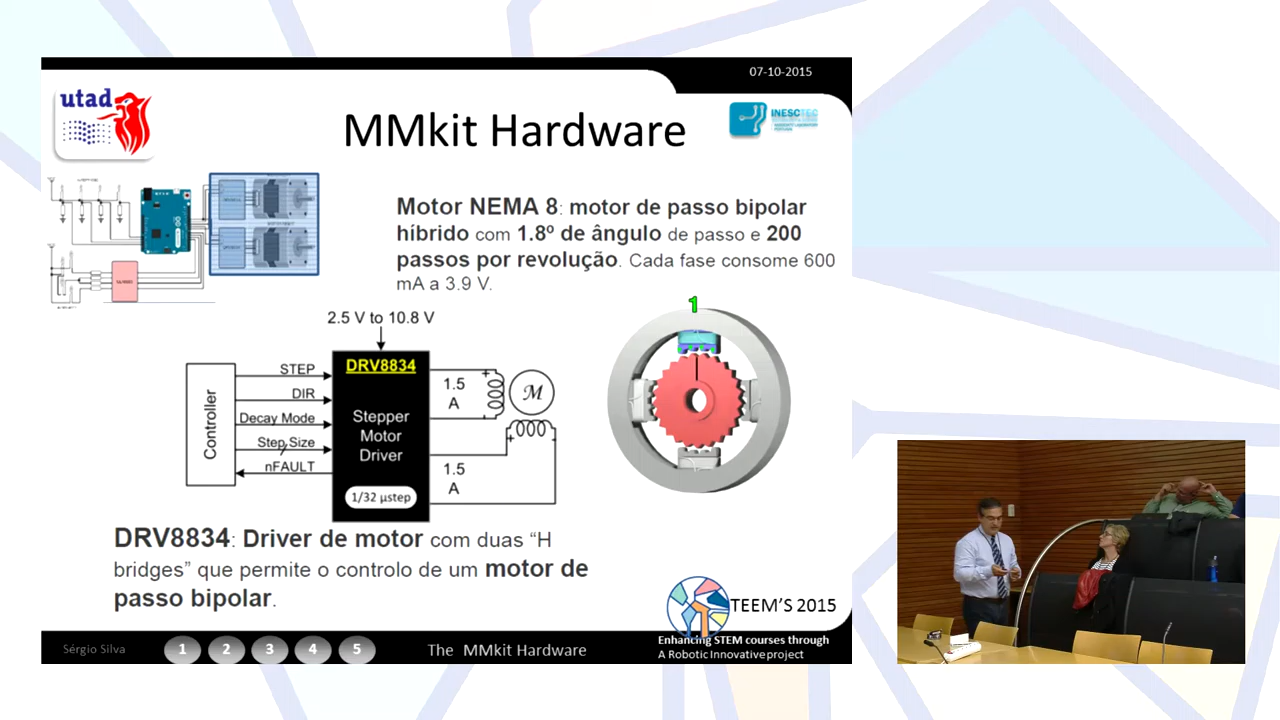 07-10-2015
utad
INESCTEC
MMkit Hardware
Motor NEMA 8: motor de passo bipolar
híbrido com 1.8º de ângulo de passo e 200
passos por revolução. Cada fase consome 600
mA a 3.9 V.
1
2.5 V to 10.8 V
Controller
STEP
DIR
Decay Mode
Step Size
nFAULT
DRV8834
Stepper
Motor
Driver
1/32 µstep
1.5
A
M
1.5
A
+
-
+
-
DRV8834: Driver de motor com duas “H
bridges” que permite o controlo de um motor de
passo bipolar.
TEEM’S 2015
Sérgio Silva
1 2 3 4 5
The MMkit Hardware
Enhancing STEM courses through
A Robotic Innovative project